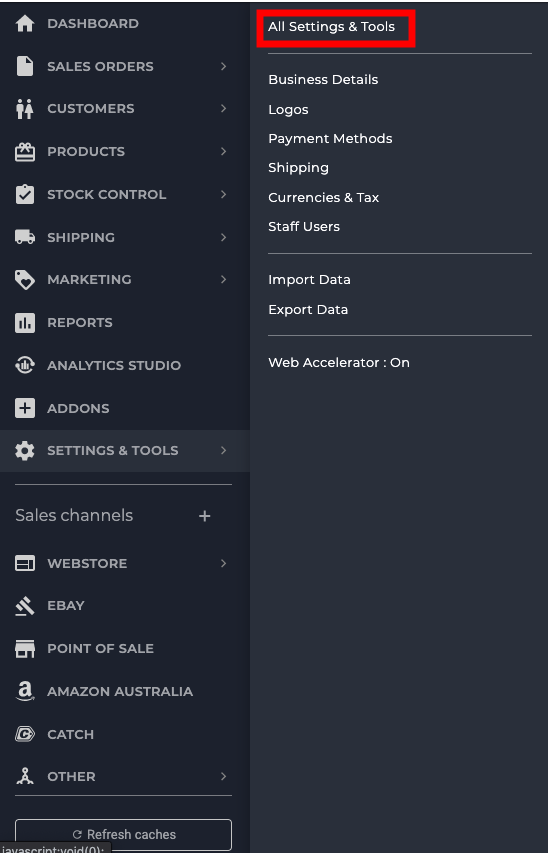 DASHBOARD
SALES ORDERS
CUSTOMERS
PRODUCTS
STOCK CONTROL
SHIPPING
MARKETING
REPORTS
ANALYTICS STUDIO
ADDONS
SETTINGS & TOOLS
Sales channels +
WEBSTORE
EBAY
POINT OF SALE
AMAZON AUSTRALIA
CATCH
OTHER
Refresh caches
javascript:void(0);
All Settings & Tools
Business Details
Logos
Payment Methods
Shipping
Currencies & Tax
Staff Users
Import Data
Export Data
Web Accelerator : On